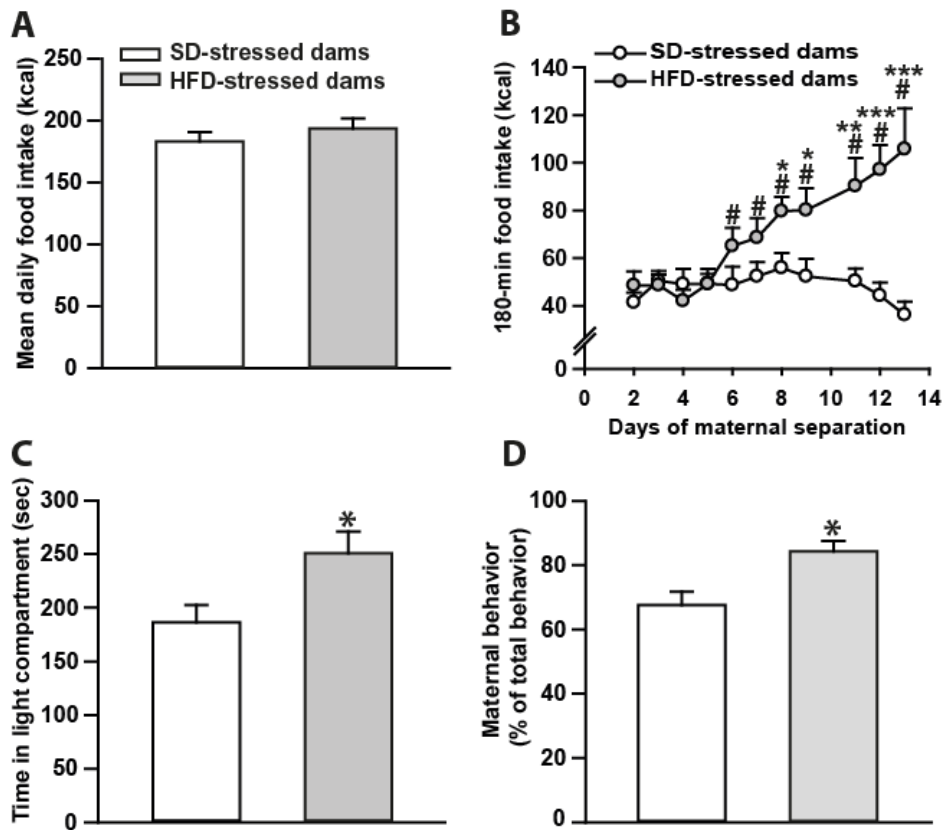 A
Mean daily food intake (kcal)
250
200
150
100
50
0
SD-stressed dams
HFD-stressed dams
B
180-min food intake (kcal)
140
120
100
80
60
40
0
SD-stressed dams
HFD-stressed dams
#
#
*
#
*
#
**
#
***
#
***
#
0 2 4 6 8 10 12 14
Days of maternal separation
C
Time in light compartment (sec)
300
250
200
150
100
50
0
*
D
Maternal behavior
(% of total behavior)
100
80
60
40
20
0
*